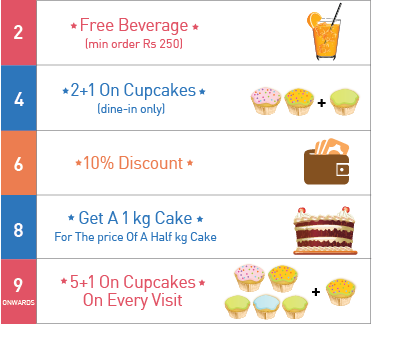 2
★Free Beverage★
(min order Rs 250)
4
★2+1 On Cupcakes★
(dine-in only)
+
6
★10% Discount★
8
★Get A 1 kg Cake★
For The price Of A Half kg Cake
9
ONWARDS
★5+1 On Cupcakes★
On Every Visit
+